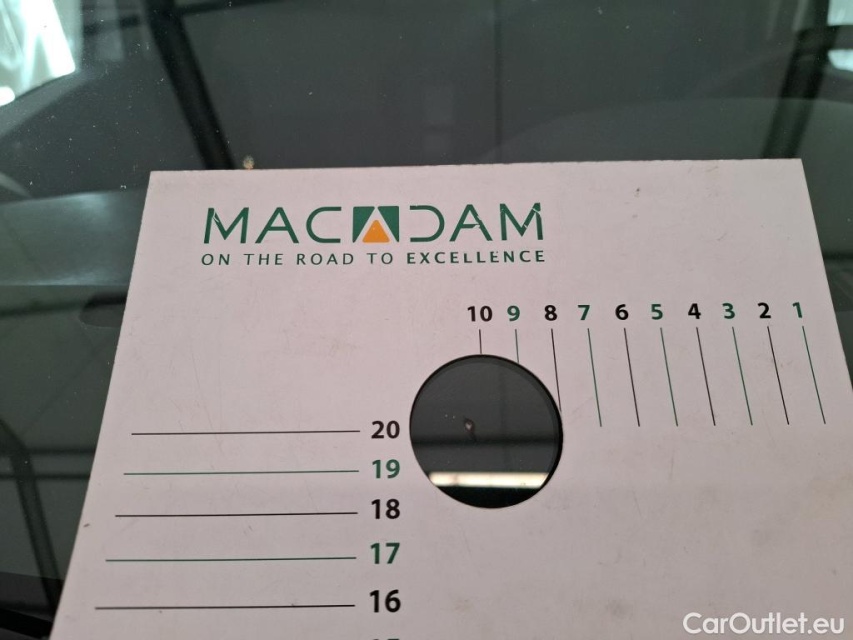 MACADAM
ON THE ROAD TO EXCELLENCE
10 9 8 7 6 5 4 3 2 1
20
19
18
17
16
CarOutlet.eu